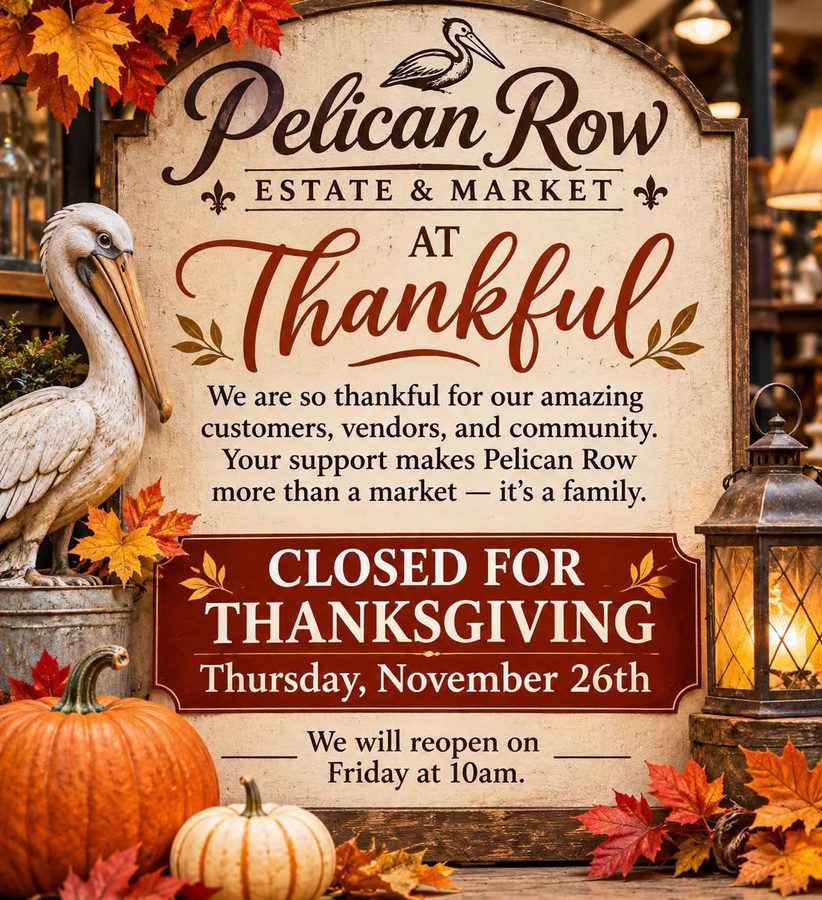 Pelican Row
ESTATE & MARKET
AT
Thankful
We are so thankful for our amazing
customers, vendors, and community.
Your support makes Pelican Row
more than a market — it's a family.
CLOSED FOR
THANKSGIVING
Thursday, November 26th
We will reopen on
Friday at 10am.